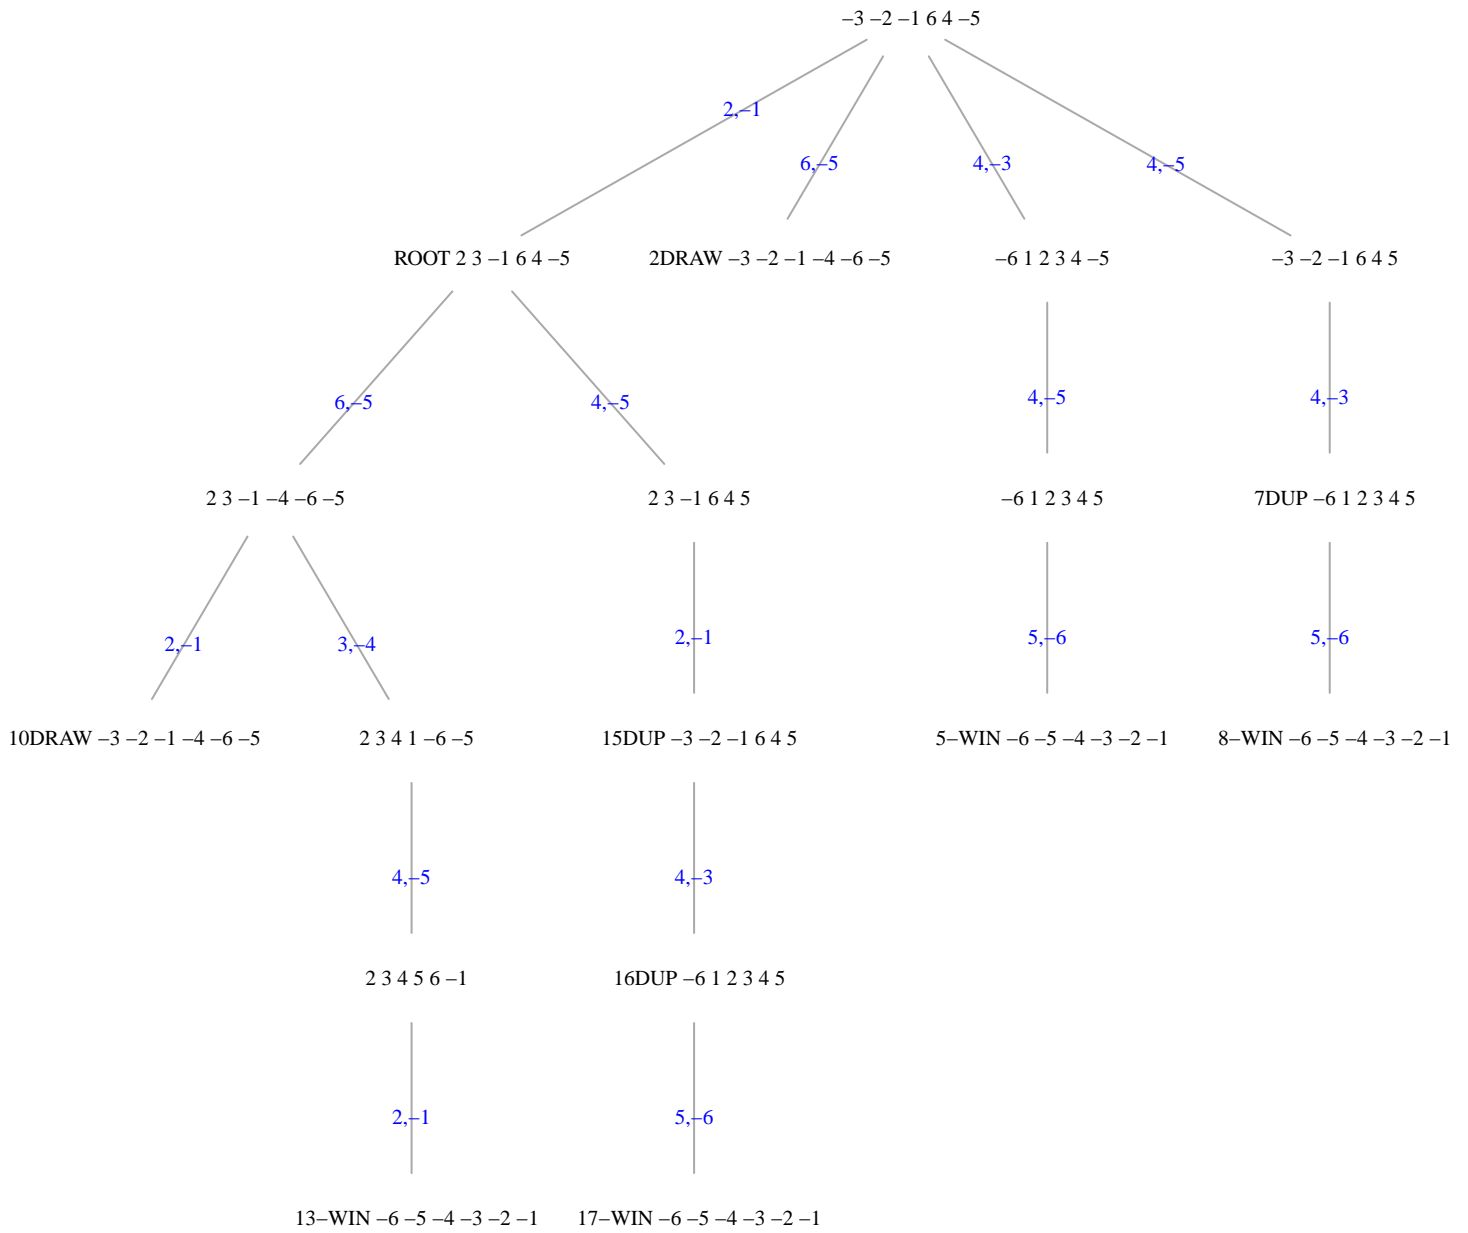 –3 –2 –1 6 4 –5
2,–1
6,–5
4,–3
4,–5
ROOT 2 3 –1 6 4 –5
2DRAW –3 –2 –1 –4 –6 –5
–6 1 2 3 4 –5
–3 –2 –1 6 4 5
6,–5
4,–5
4,–5
4,–3
2 3 –1 –4 –6 –5
2 3 –1 6 4 5
–6 1 2 3 4 5
7DUP –6 1 2 3 4 5
2,–1
3,–4
2,–1
5,–6
5,–6
10DRAW –3 –2 –1 –4 –6 –5
2 3 4 1 –6 –5
15DUP –3 –2 –1 6 4 5
5–WIN –6 –5 –4 –3 –2 –1
8–WIN –6 –5 –4 –3 –2 –1
4,–5
4,–3
2 3 4 5 6 –1
16DUP –6 1 2 3 4 5
2,–1
5,–6
13–WIN –6 –5 –4 –3 –2 –1
17–WIN –6 –5 –4 –3 –2 –1